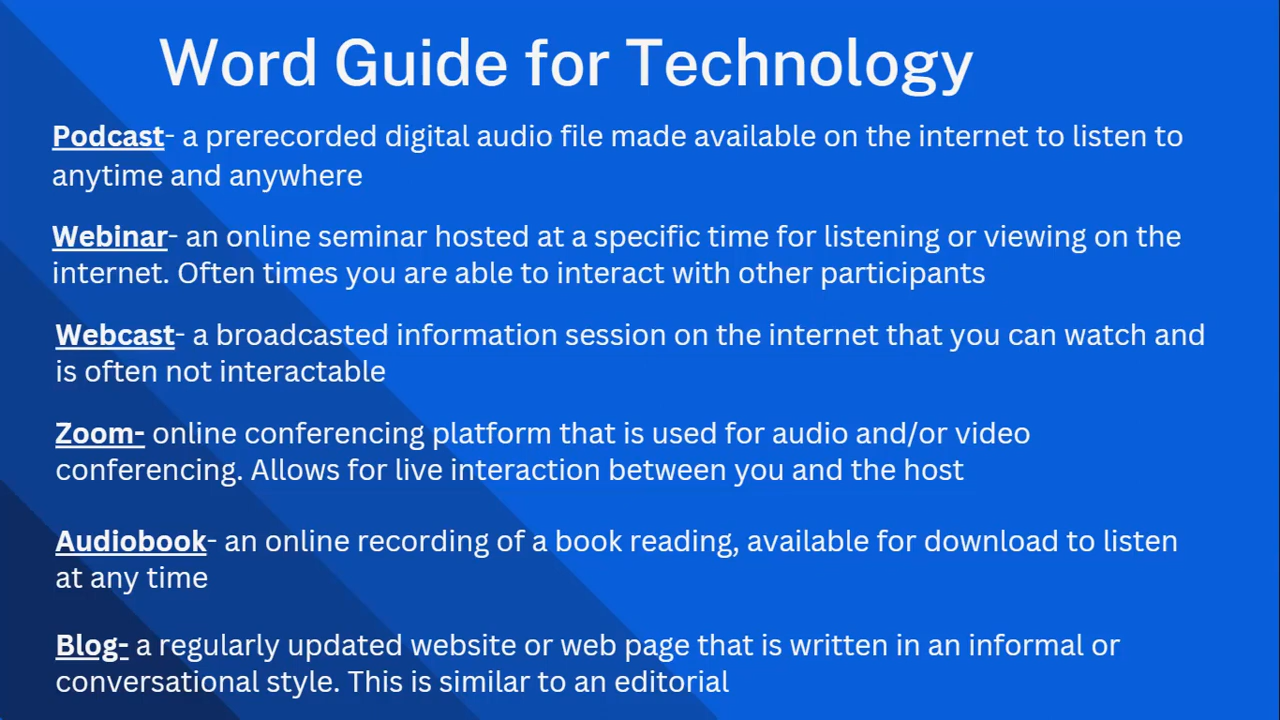 Word Guide for Technology
Podcast- a prerecorded digital audio file made available on the internet to listen to
anytime and anywhere
Webinar- an online seminar hosted at a specific time for listening or viewing on the
internet. Often times you are able to interact with other participants
Webcast- a broadcasted information session on the internet that you can watch and
is often not interactable
Zoom- online conferencing platform that is used for audio and/or video
conferencing. Allows for live interaction between you and the host
Audiobook- an online recording of a book reading, available for download to listen
at any time
Blog- a regularly updated website or web page that is written in an informal or
conversational style. This is similar to an editorial